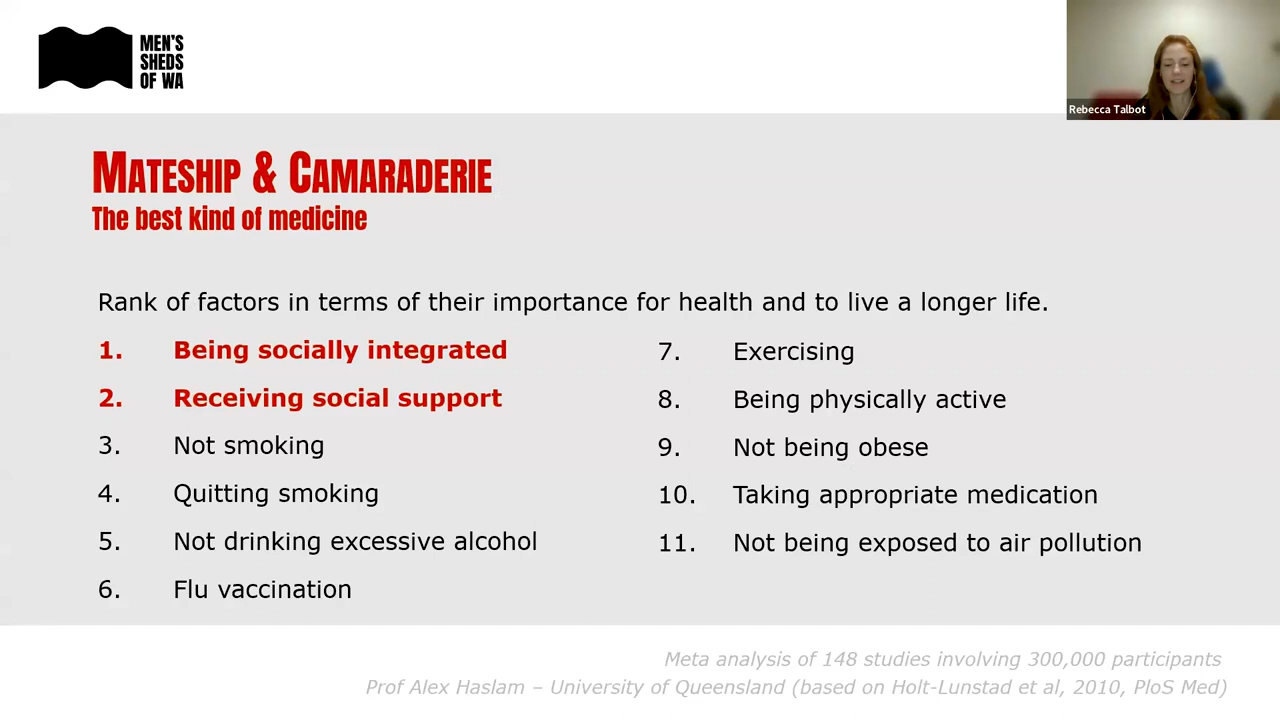 MEN'S
SHEDS
OF WA
Rebecca Talbot
MATESHIP & CAMARADERIE
The best kind of medicine
Rank of factors in terms of their importance for health and to live a longer life.
1. Being socially integrated
2. Receiving social support
3. Not smoking
4. Quitting smoking
5. Not drinking excessive alcohol
6. Flu vaccination
7. Exercising
8. Being physically active
9. Not being obese
10. Taking appropriate medication
11. Not being exposed to air pollution
Meta analysis of 148 studies involving 300,000 participants
Prof Alex Haslam – University of Queensland (based on Holt-Lunstad et al, 2010, PloS Med)